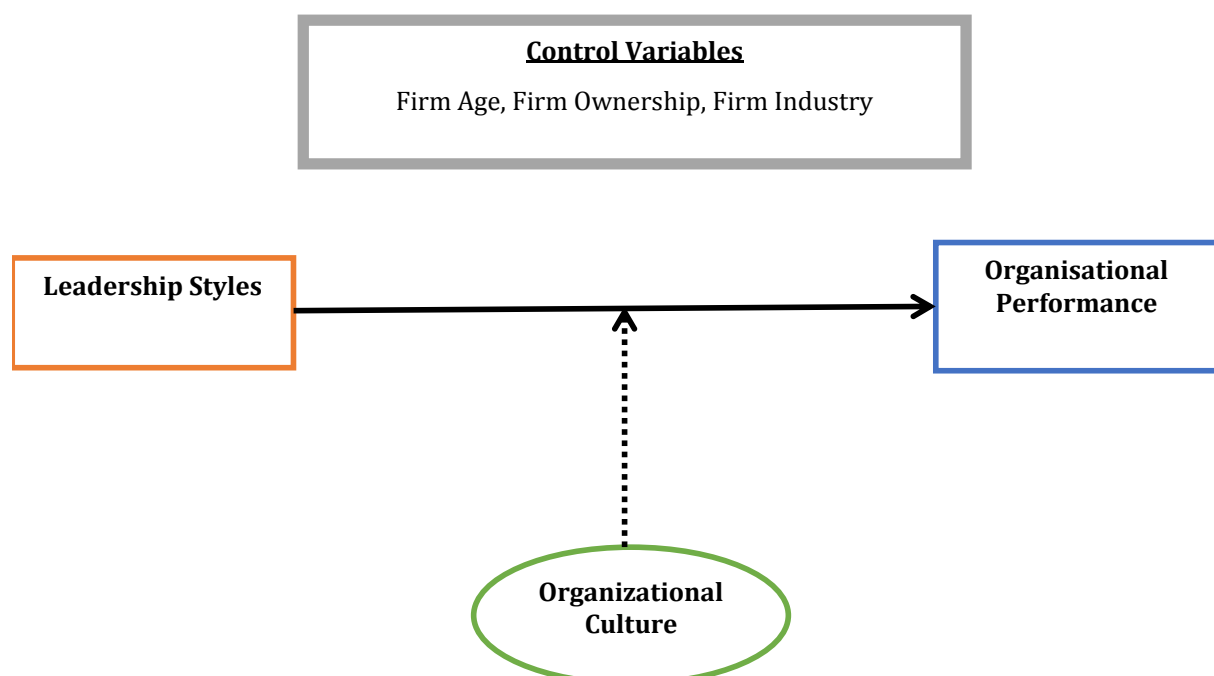 Control Variables
Firm Age, Firm Ownership, Firm Industry
Leadership Styles
Organisational
Performance
Organizational
Culture